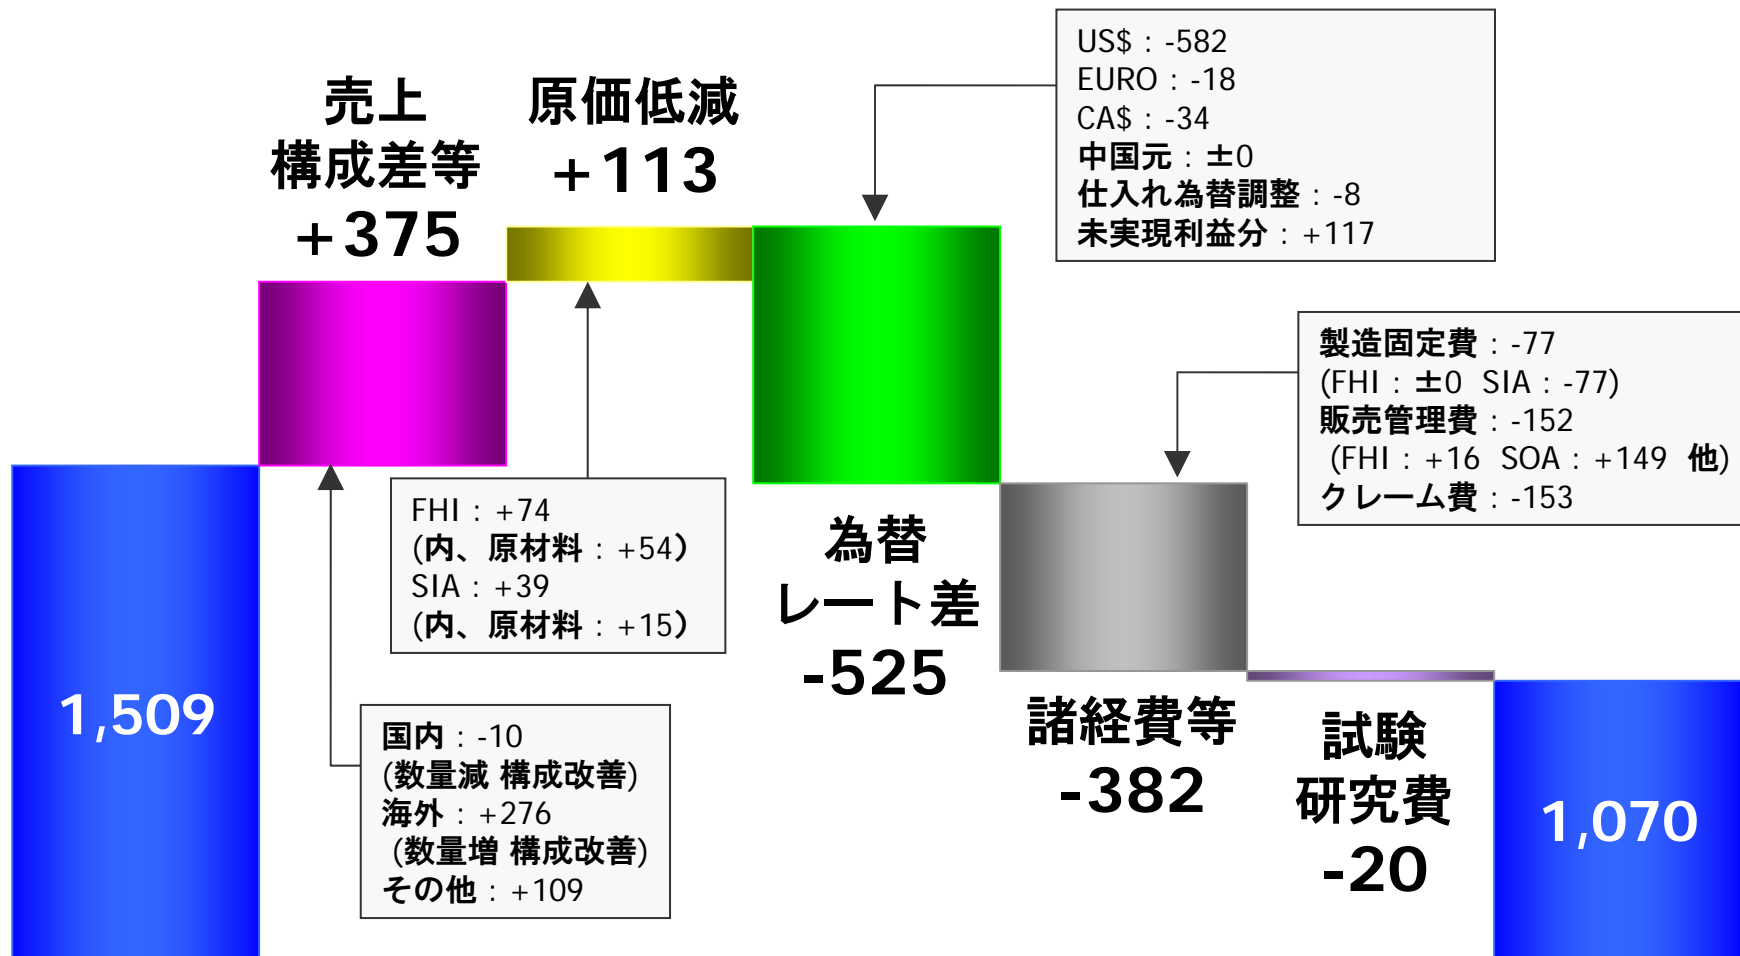 売上
構成差等
+375
原価低減
+113
US$：-582
EURO：-18
CA$：-34
中国元：±0
仕入れ為替調整：-8
未実現利益分：+117
製造固定費：-77
(FHI：±0 SIA：-77)
販売管理費：-152
(FHI：+16 SOA：+149 他)
クレーム費：-153
FHI：+74
(内、原材料：+54)
SIA：+39
(内、原材料：+15)
為替
レート差
-525
1,509
国内：-10
(数量減 構成改善)
海外：+276
(数量増 構成改善)
その他：+109
諸経費等
-382
試験
研究費
-20
1,070